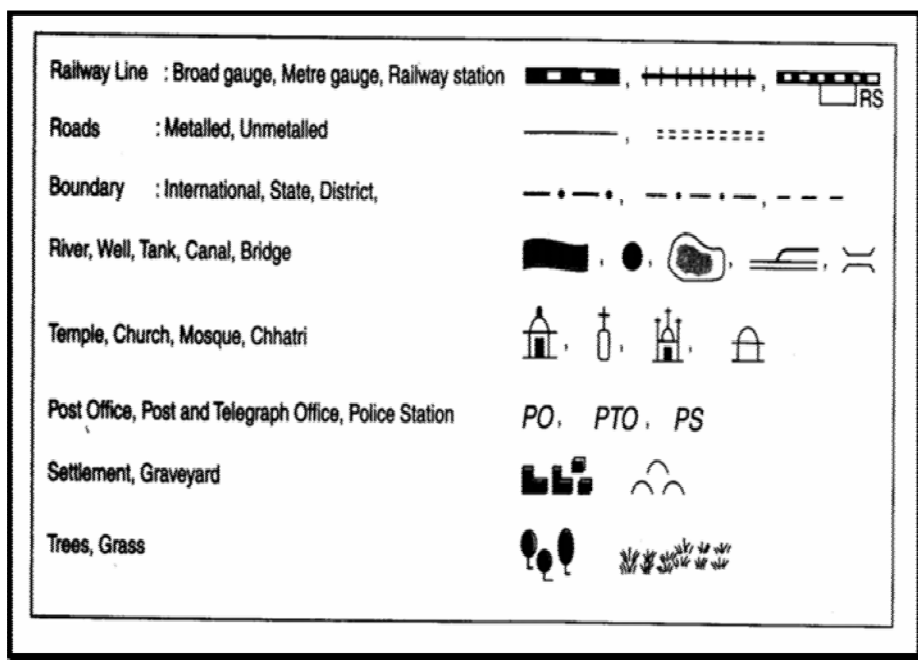 Railway Line : Broad gauge, Metre gauge, Railway station , , RS
Roads : Metalled, Unmetalled ,
Boundary : International, State, District, , ,
River, Well, Tank, Canal, Bridge , , , ,
Temple, Church, Mosque, Chhatri , , ,
Post Office, Post and Telegraph Office, Police Station PO, PTO, PS
Settlement, Graveyard
Trees, Grass